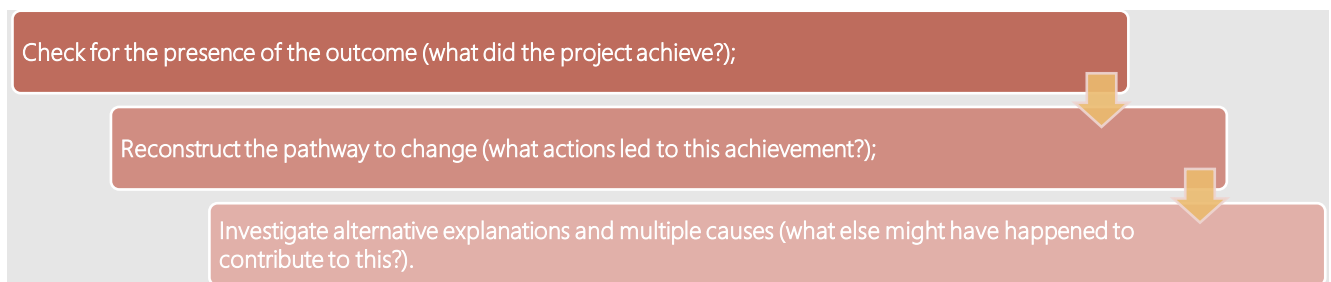 Check for the presence of the outcome (what did the project achieve?);
Reconstruct the pathway to change (what actions led to this achievement?);
Investigate alternative explanations and multiple causes (what else might have happened to
contribute to this?).